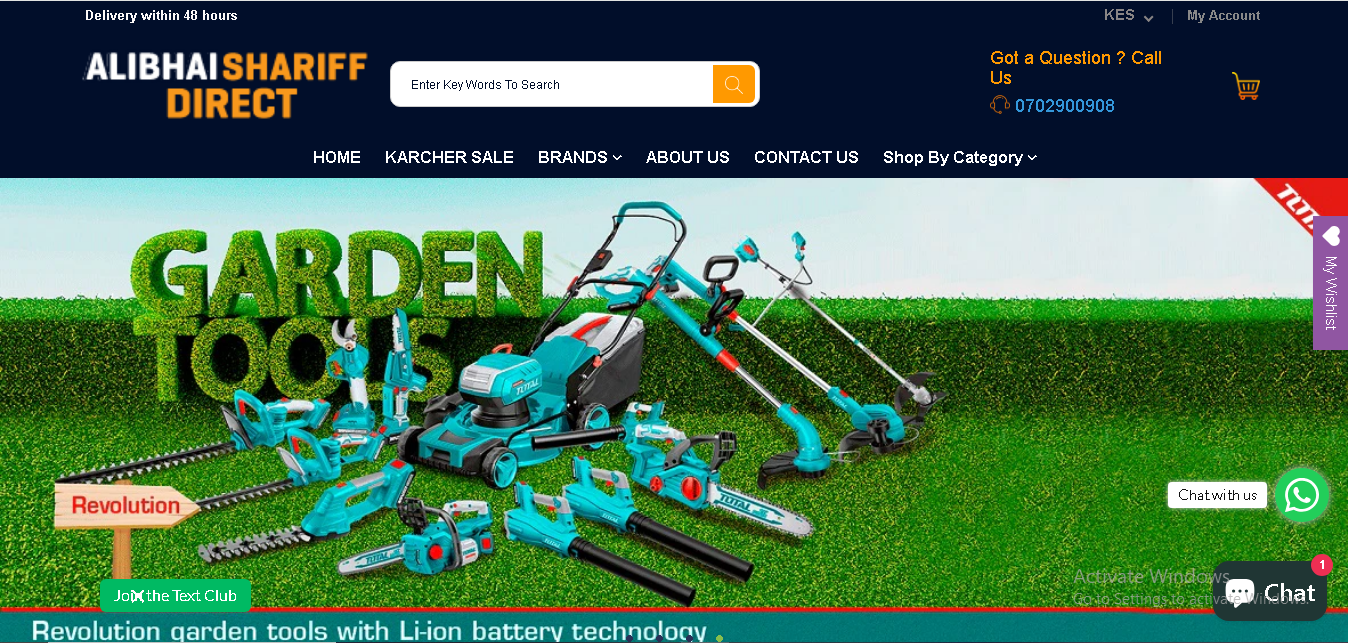 Delivery within 48 hours
KES
My Account
ALIBHAI SHARIFF
DIRECT
Enter Key Words To Search
Got a Question ? Call
Us
0702900908
HOME
KARCHER SALE
BRANDS
ABOUT US
CONTACT US
Shop By Category
GARDEN
TOOLS
My Wishlist
TOTAL
TOTAL
TOTAL
TOTAL
Revolution
Chat with us
1
Chat
Activate Windows
Go to Settings to activate Windows.
Join the Text Club
Revolution garden tools with Li-ion battery technology